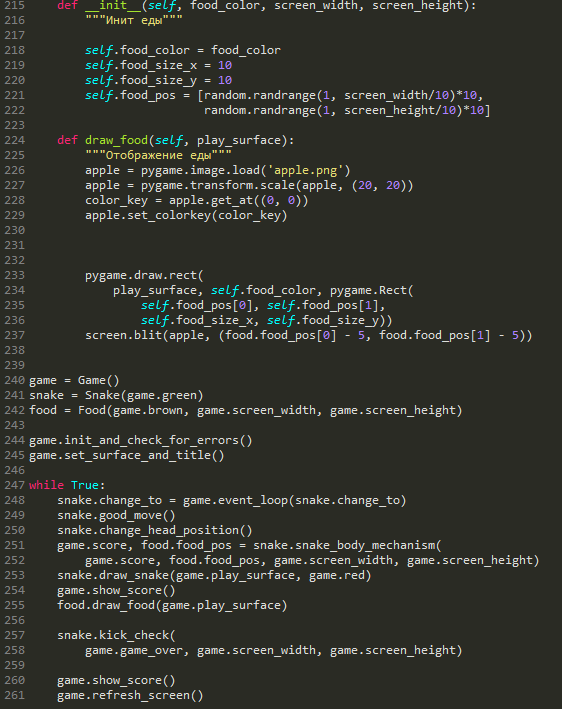 215 def __init__(self, food_color, screen_width, screen_height):
216 """Инит еды"""
217
218 self.food_color = food_color
219 self.food_size_x = 10
220 self.food_size_y = 10
221 self.food_pos = [random.randrange(1, screen_width/10)*10,
222 random.randrange(1, screen_height/10)*10]
223
224 def draw_food(self, play_surface):
225 """Отображение еды"""
226 apple = pygame.image.load('apple.png')
227 apple = pygame.transform.scale(apple, (20, 20))
228 color_key = apple.get_at((0, 0))
229 apple.set_colorkey(color_key)
230
231
232
233 pygame.draw.rect(
234 play_surface, self.food_color, pygame.Rect(
235 self.food_pos[0], self.food_pos[1],
236 self.food_size_x, self.food_size_y))
237 screen.blit(apple, (food.food_pos[0] - 5, food.food_pos[1] - 5))
238
239
240 game = Game()
241 snake = Snake(game.green)
242 food = Food(game.brown, game.screen_width, game.screen_height)
243
244 game.init_and_check_for_errors()
245 game.set_surface_and_title()
246
247 while True:
248 snake.change_to = game.event_loop(snake.change_to)
249 snake.good_move()
250 snake.change_head_position()
251 game.score, food.food_pos = snake.snake_body_mechanism(
252 game.score, food.food_pos, game.screen_width, game.screen_height)
253 snake.draw_snake(game.play_surface, game.red)
254 game.show_score()
255 food.draw_food(game.play_surface)
256
257 snake.kick_check(
258 game.game_over, game.screen_width, game.screen_height)
259
260 game.show_score()
261 game.refresh_screen()